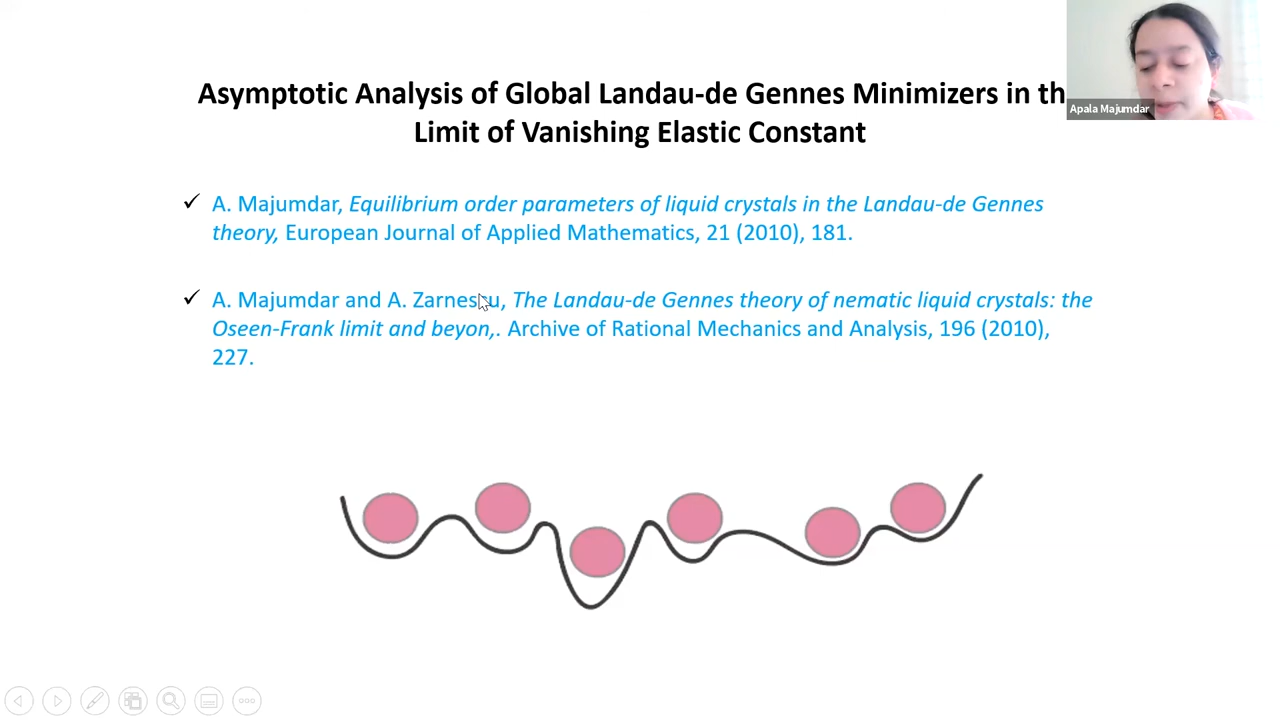 Asymptotic Analysis of Global Landau-de Gennes Minimizers in th
Limit of Vanishing Elastic Constant
Apala Majumdar
✓ A. Majumdar, Equilibrium order parameters of liquid crystals in the Landau-de Gennes
theory, European Journal of Applied Mathematics, 21 (2010), 181.
✓ A. Majumdar and A. Zarnescu, The Landau-de Gennes theory of nematic liquid crystals: the
Oseen-Frank limit and beyon,. Archive of Rational Mechanics and Analysis, 196 (2010),
227.